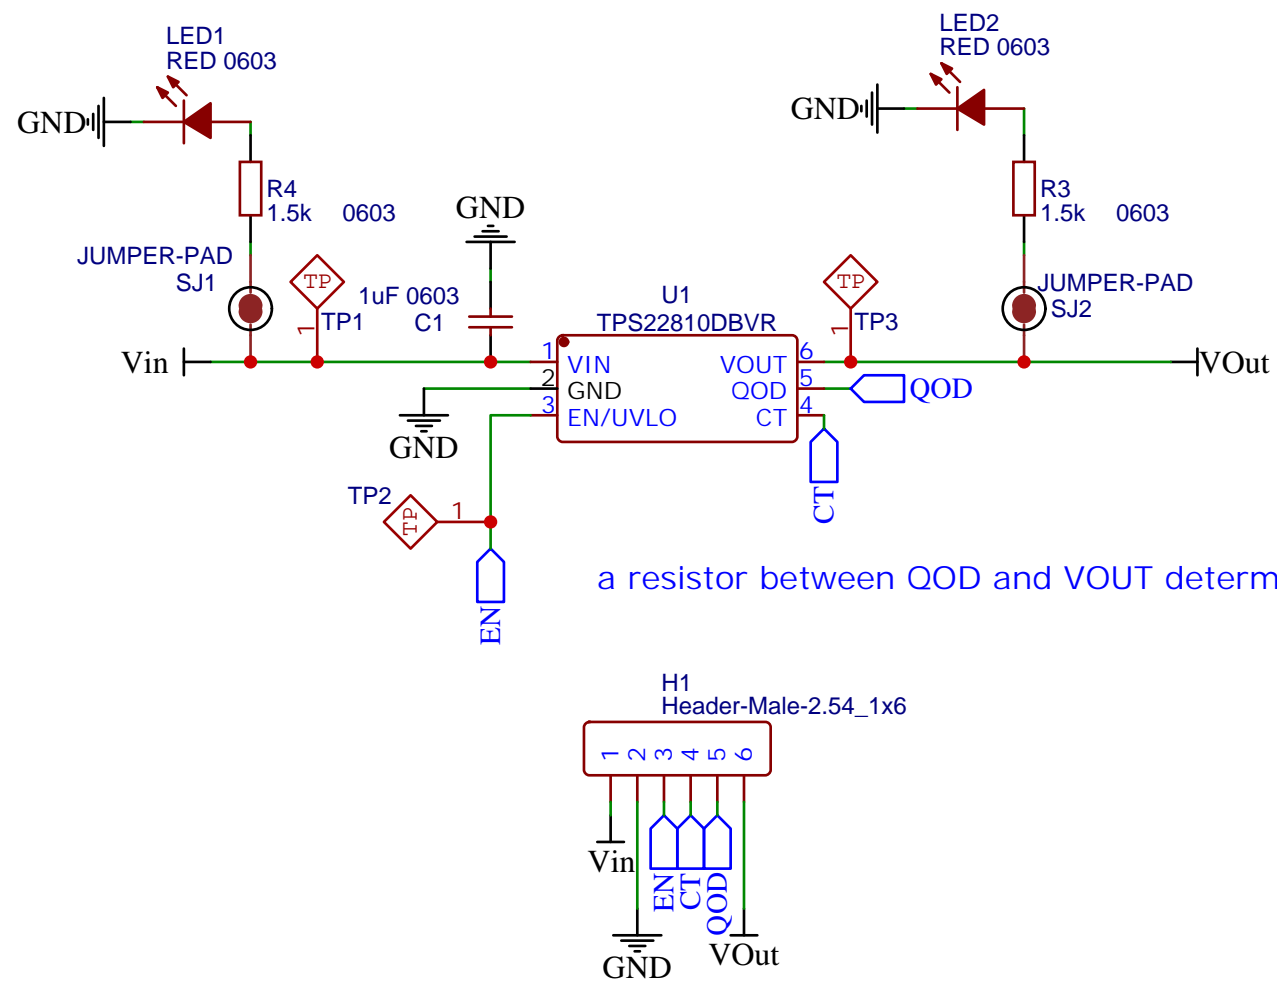 LED1
RED 0603
GND
R4
1.5k 0603
JUMPER-PAD
SJ1
TP
1
TP1
GND
1uF 0603
C1
Vin
LED2
RED 0603
GND
R3
1.5k 0603
JUMPER-PAD
SJ2
TP
1
TP3
VOut
U1
TPS22810DBVR
1 VIN
2 GND
3 EN/UVLO
VOUT 6
QOD 5
CT 4
QOD
CT
GND
TP2
TP
1
EN
a resistor between QOD and VOUT determ
H1
Header-Male-2.54_1x6
1 2 3 4 5 6
Vin
EN
CT
QOD
GND
VOut